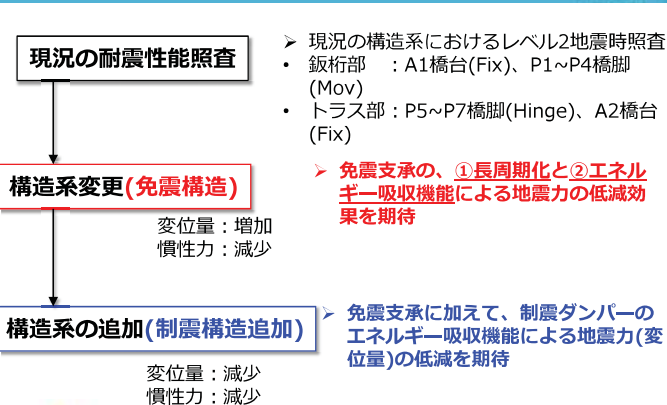 現況の耐震性能照査
➢ 現況の構造系におけるレベル2地震時照査
• 鈑桁部　：A1橋台(Fix)、P1~P4橋脚
(Mov)
• トラス部：P5~P7橋脚(Hinge)、A2橋台
(Fix)
構造系変更(免震構造)
➢ 免震支承の、①長周期化と②エネル
ギー吸収機能による地震力の低減効
果を期待
変位量：増加
慣性力：減少
構造系の追加(制震構造追加)
➢ 免震支承に加えて、制震ダンパーの
エネルギー吸収機能による地震力(変
位量)の低減を期待
変位量：減少
慣性力：減少